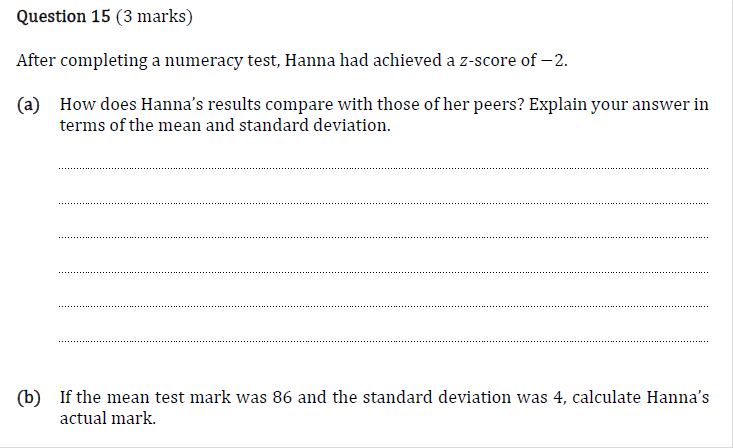 Question 15 (3 marks)
After completing a numeracy test, Hanna had achieved a z-score of −2.
(a) How does Hanna's results compare with those of her peers? Explain your answer in
terms of the mean and standard deviation.
(b) If the mean test mark was 86 and the standard deviation was 4, calculate Hanna's
actual mark.